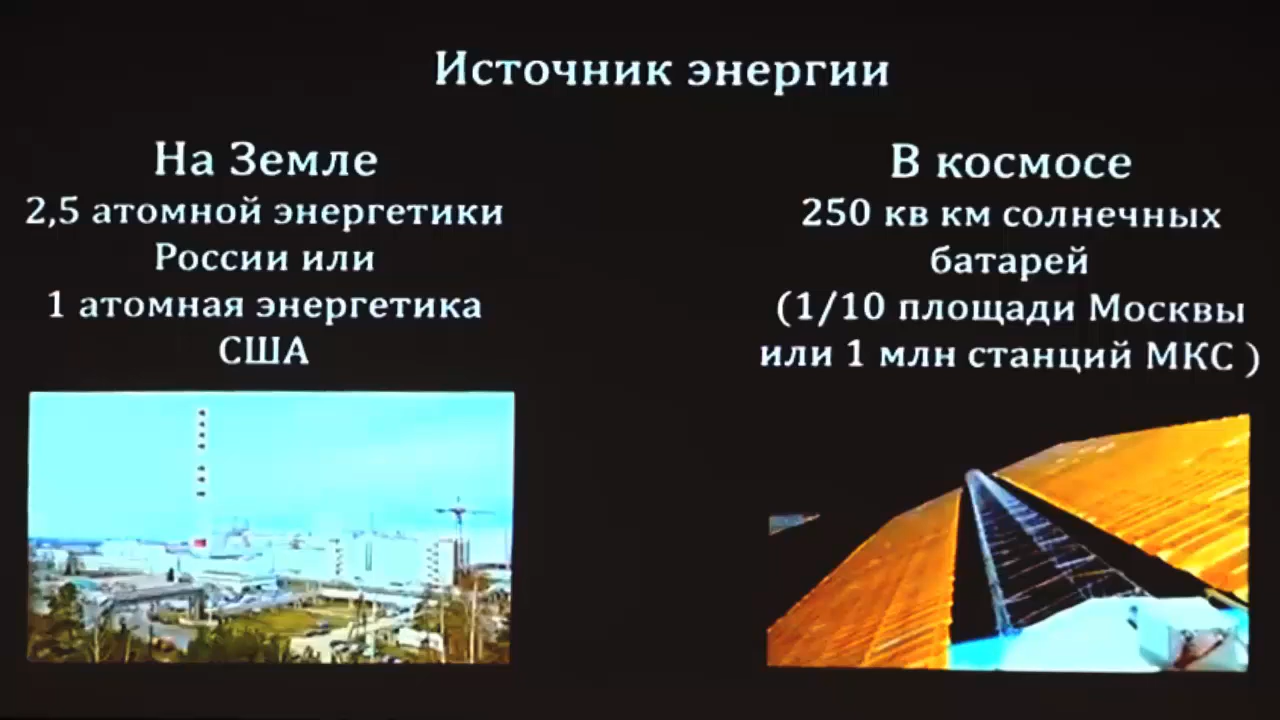 Источник энергии
На Земле
2,5 атомной энергетики
России или
1 атомная энергетика
США
В космосе
250 кв км солнечных
батарей
(1/10 площади Москвы
или 1 млн станций МКС )